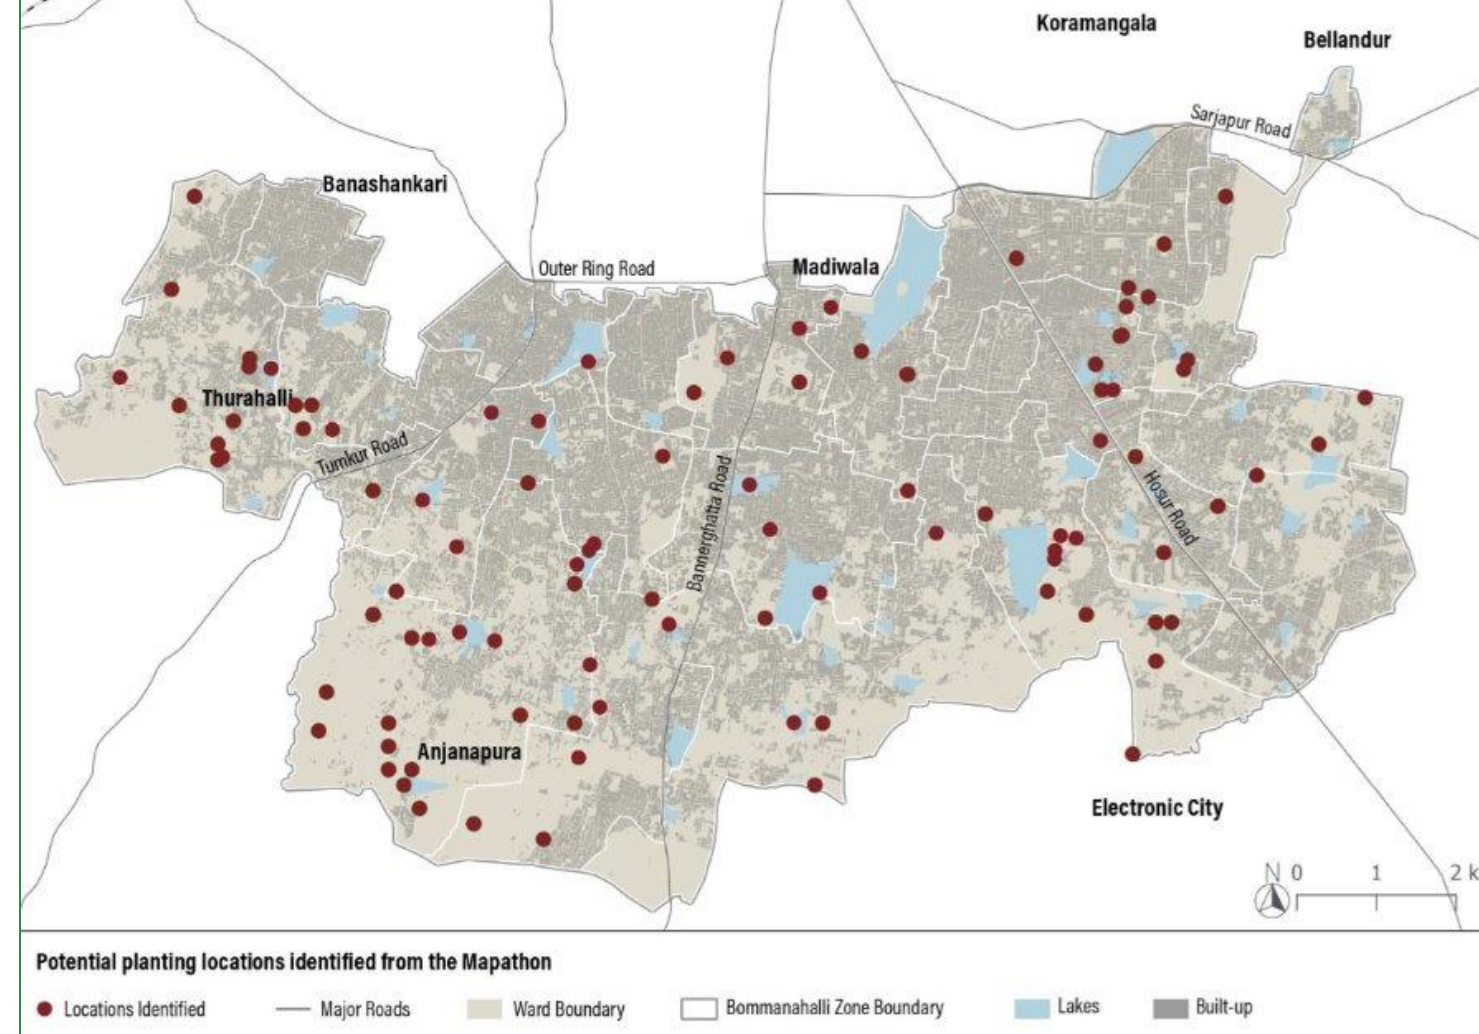 Koramangala
Bellandur
Sarjapur Road
Banashankari
Outer Ring Road
Madiwala
Thurahalli
Tumkur Road
Bannerghatta Road
Hosur Road
Anjanapura
Electronic City
N 0 1 2 k
Potential planting locations identified from the Mapathon
Locations Identified Major Roads Ward Boundary Bommanahalli Zone Boundary Lakes Built-up